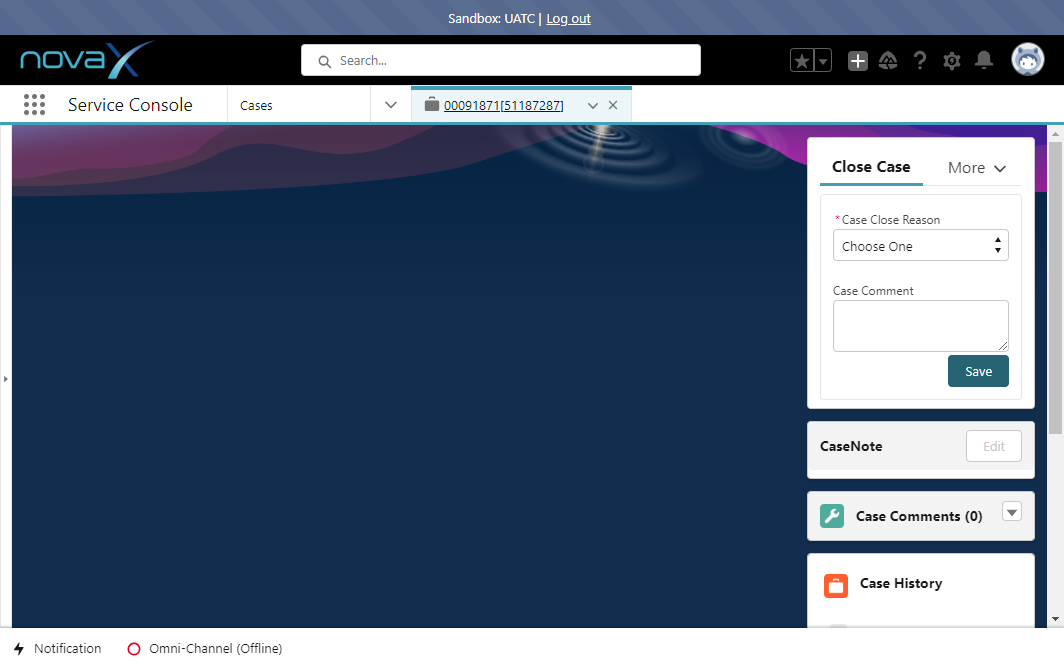 Sandbox: UATC | Log out
novaX
Search...
Service Console
Cases
00091871[51187287]
Close Case
More
*Case Close Reason
Choose One
Case Comment
Save
CaseNote
Edit
Case Comments (0)
Case History
Notification
Omni-Channel (Offline)